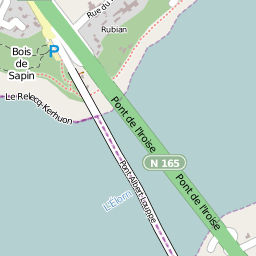 Rue du
Rubian
P
Bois
de
Sapin
Le Relecq-Kerhuon
Pont de l'Iroise
N 165
Pont de l'Iroise
Pont Albert Louppe
L'Élorn